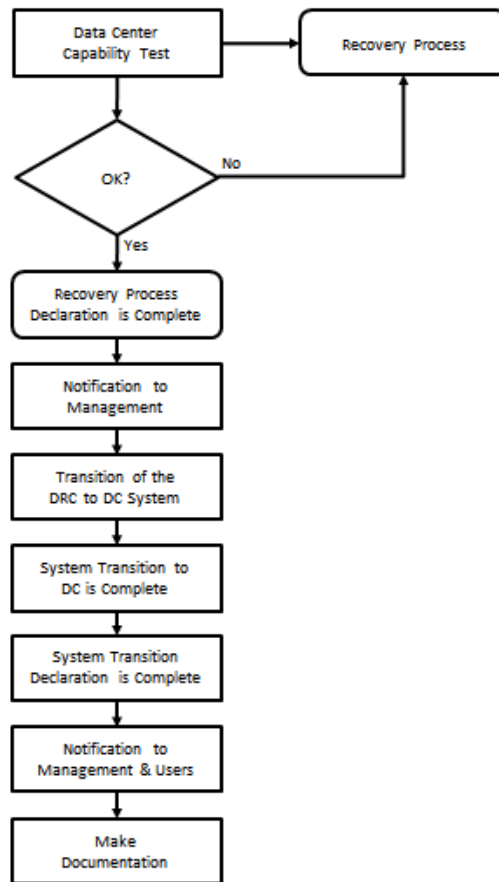 Data Center
Capability Test
Recovery Process
OK?
No
Yes
Recovery Process
Declaration is Complete
Notification to
Management
Transition of the
DRC to DC System
System Transition to
DC is Complete
System Transition
Declaration is Complete
Notification to
Management & Users
Make
Documentation